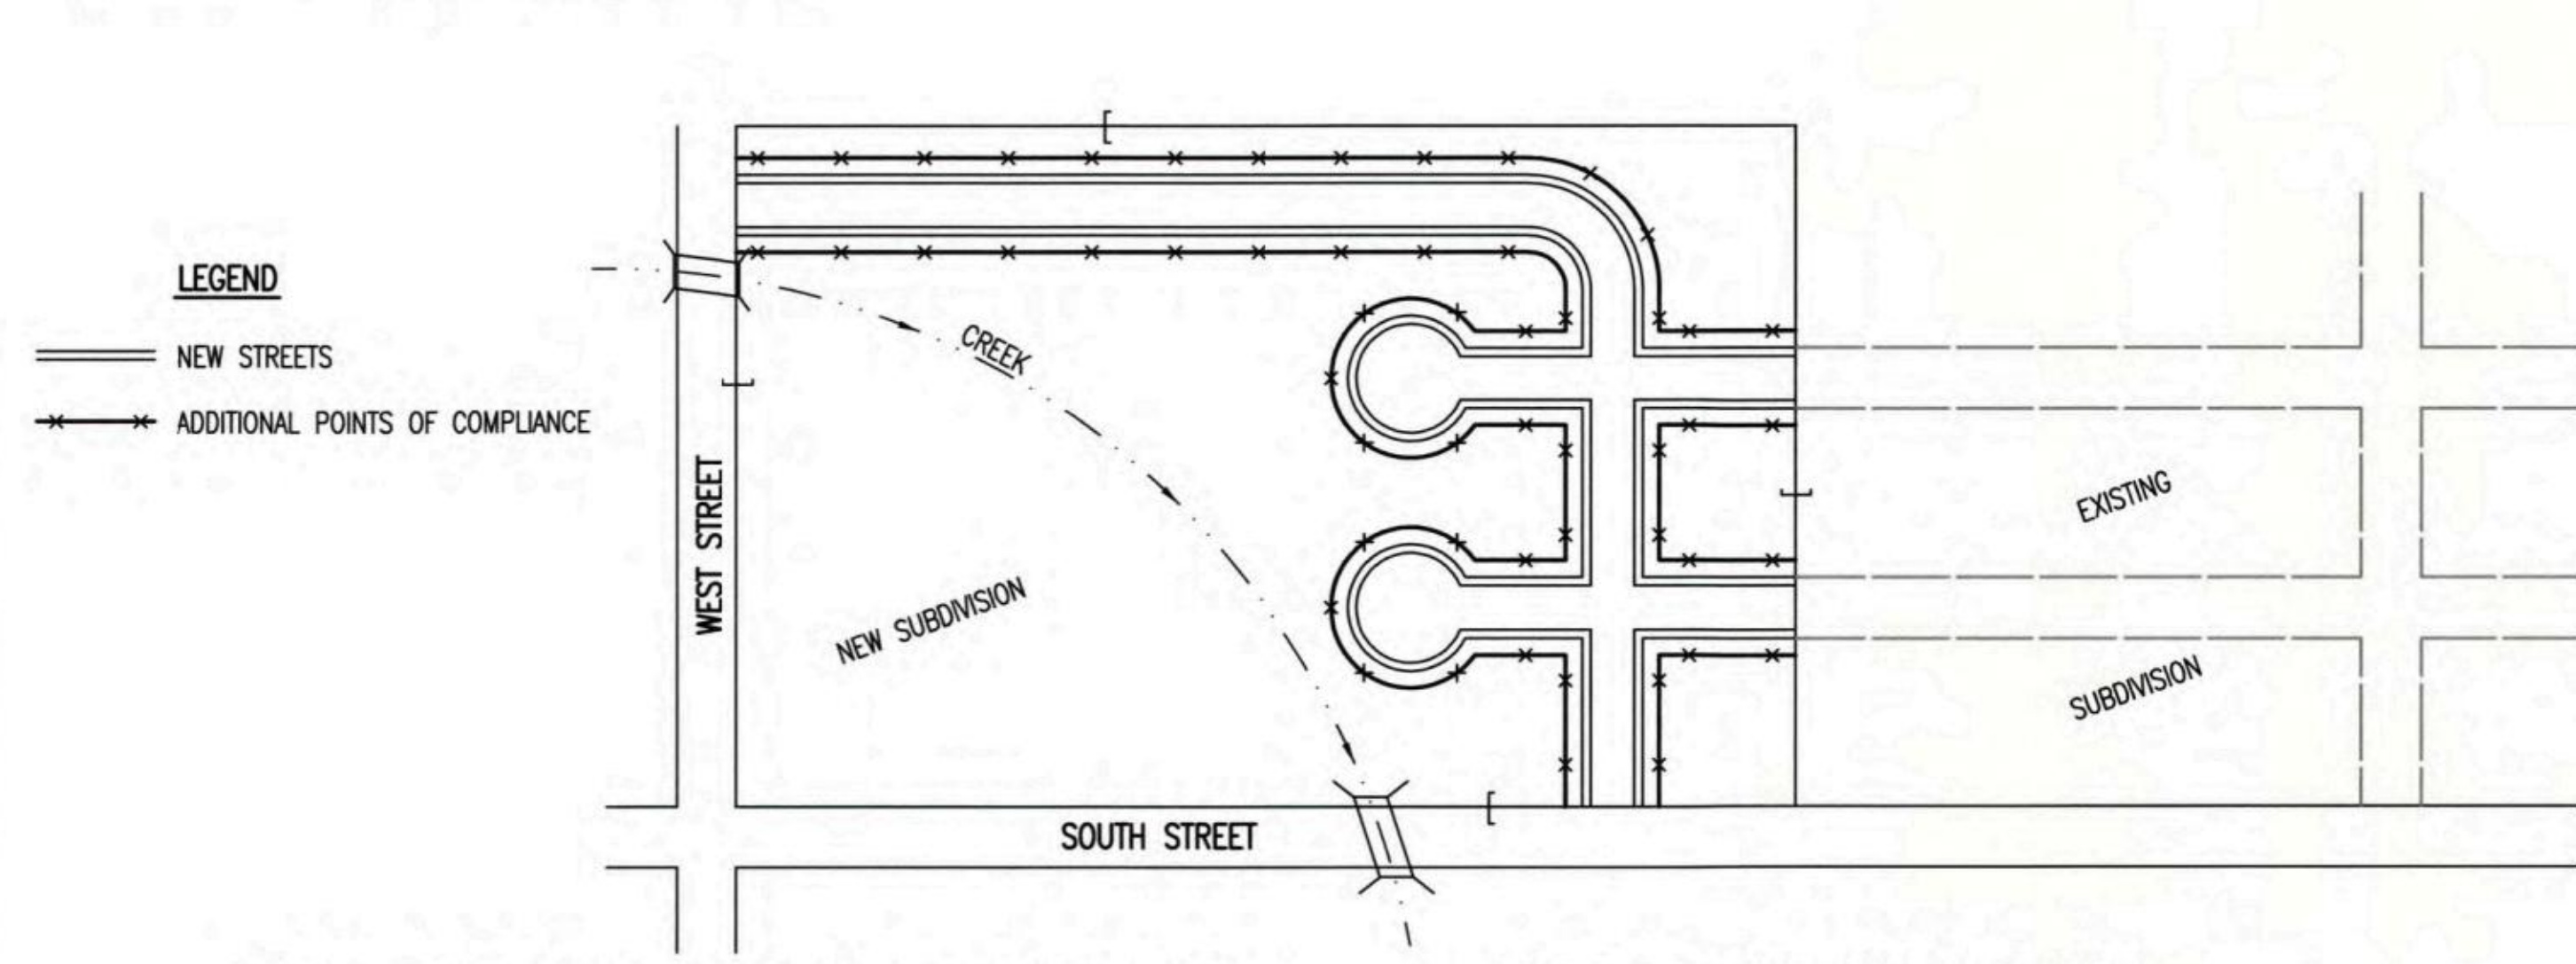 LEGEND
NEW STREETS
ADDITIONAL POINTS OF COMPLIANCE
CREEK
WEST STREET
NEW SUBDIVISION
SOUTH STREET
EXISTING
SUBDIVISION